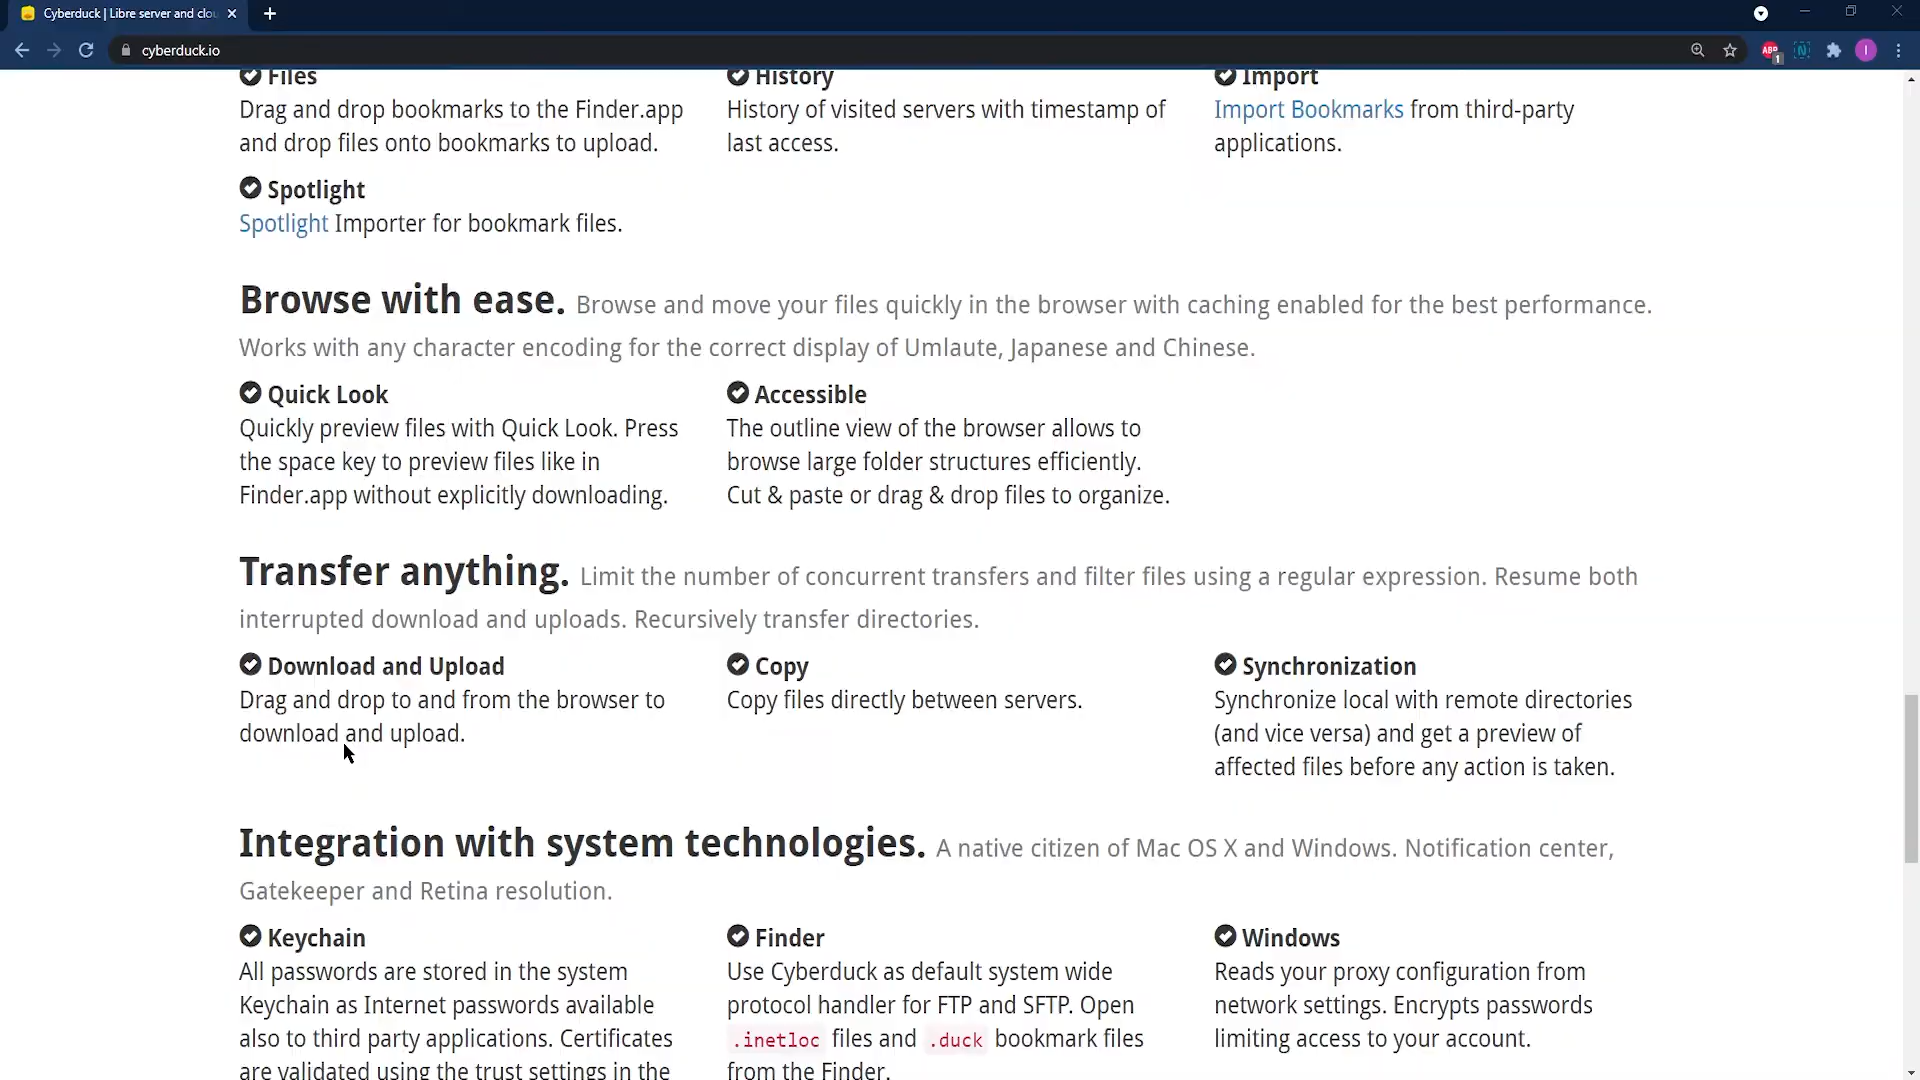 Cyberduck | Libre server and clou
cyberduck.io
ABP
1
N
I
Files
Drag and drop bookmarks to the Finder.app
and drop files onto bookmarks to upload.
History
History of visited servers with timestamp of
last access.
Import
Import Bookmarks from third-party
applications.
Spotlight
Spotlight Importer for bookmark files.
Browse with ease. Browse and move your files quickly in the browser with caching enabled for the best performance.
Works with any character encoding for the correct display of Umlaute, Japanese and Chinese.
Quick Look
Quickly preview files with Quick Look. Press
the space key to preview files like in
Finder.app without explicitly downloading.
Accessible
The outline view of the browser allows to
browse large folder structures efficiently.
Cut & paste or drag & drop files to organize.
Transfer anything. Limit the number of concurrent transfers and filter files using a regular expression. Resume both
interrupted download and uploads. Recursively transfer directories.
Download and Upload
Drag and drop to and from the browser to
download and upload.
Copy
Copy files directly between servers.
Synchronization
Synchronize local with remote directories
(and vice versa) and get a preview of
affected files before any action is taken.
Integration with system technologies. A native citizen of Mac OS X and Windows. Notification center,
Gatekeeper and Retina resolution.
Keychain
All passwords are stored in the system
Keychain as Internet passwords available
also to third party applications. Certificates
are validated using the trust settings in the
Finder
Use Cyberduck as default system wide
protocol handler for FTP and SFTP. Open
.inetloc files and .duck bookmark files
from the Finder.
Windows
Reads your proxy configuration from
network settings. Encrypts passwords
limiting access to your account.